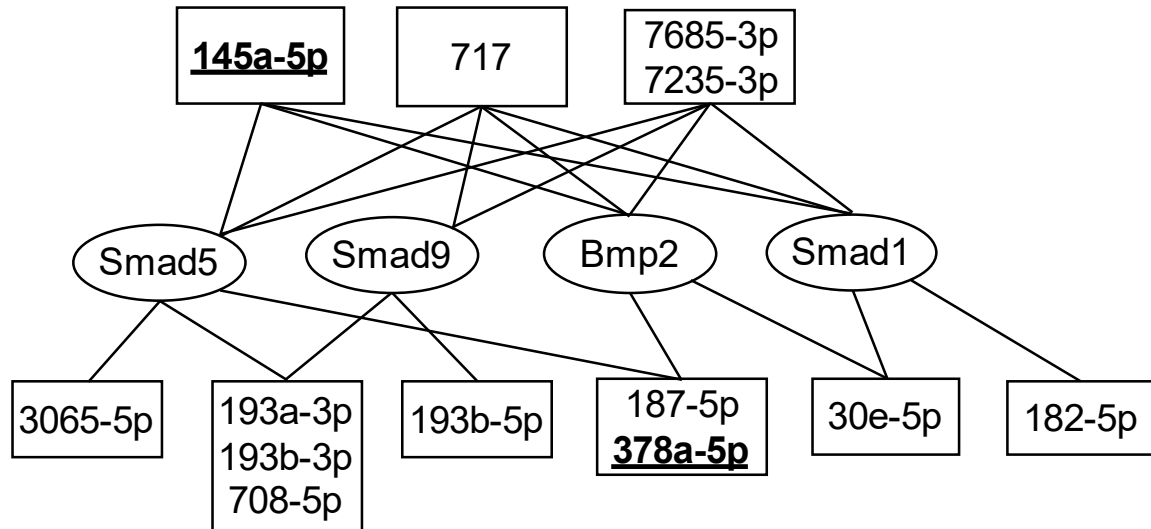 145a-5p
717
7685-3p
7235-3p
Smad5
Smad9
Bmp2
Smad1
3065-5p
193a-3p
193b-3p
708-5p
193b-5p
187-5p
378a-5p
30e-5p
182-5p